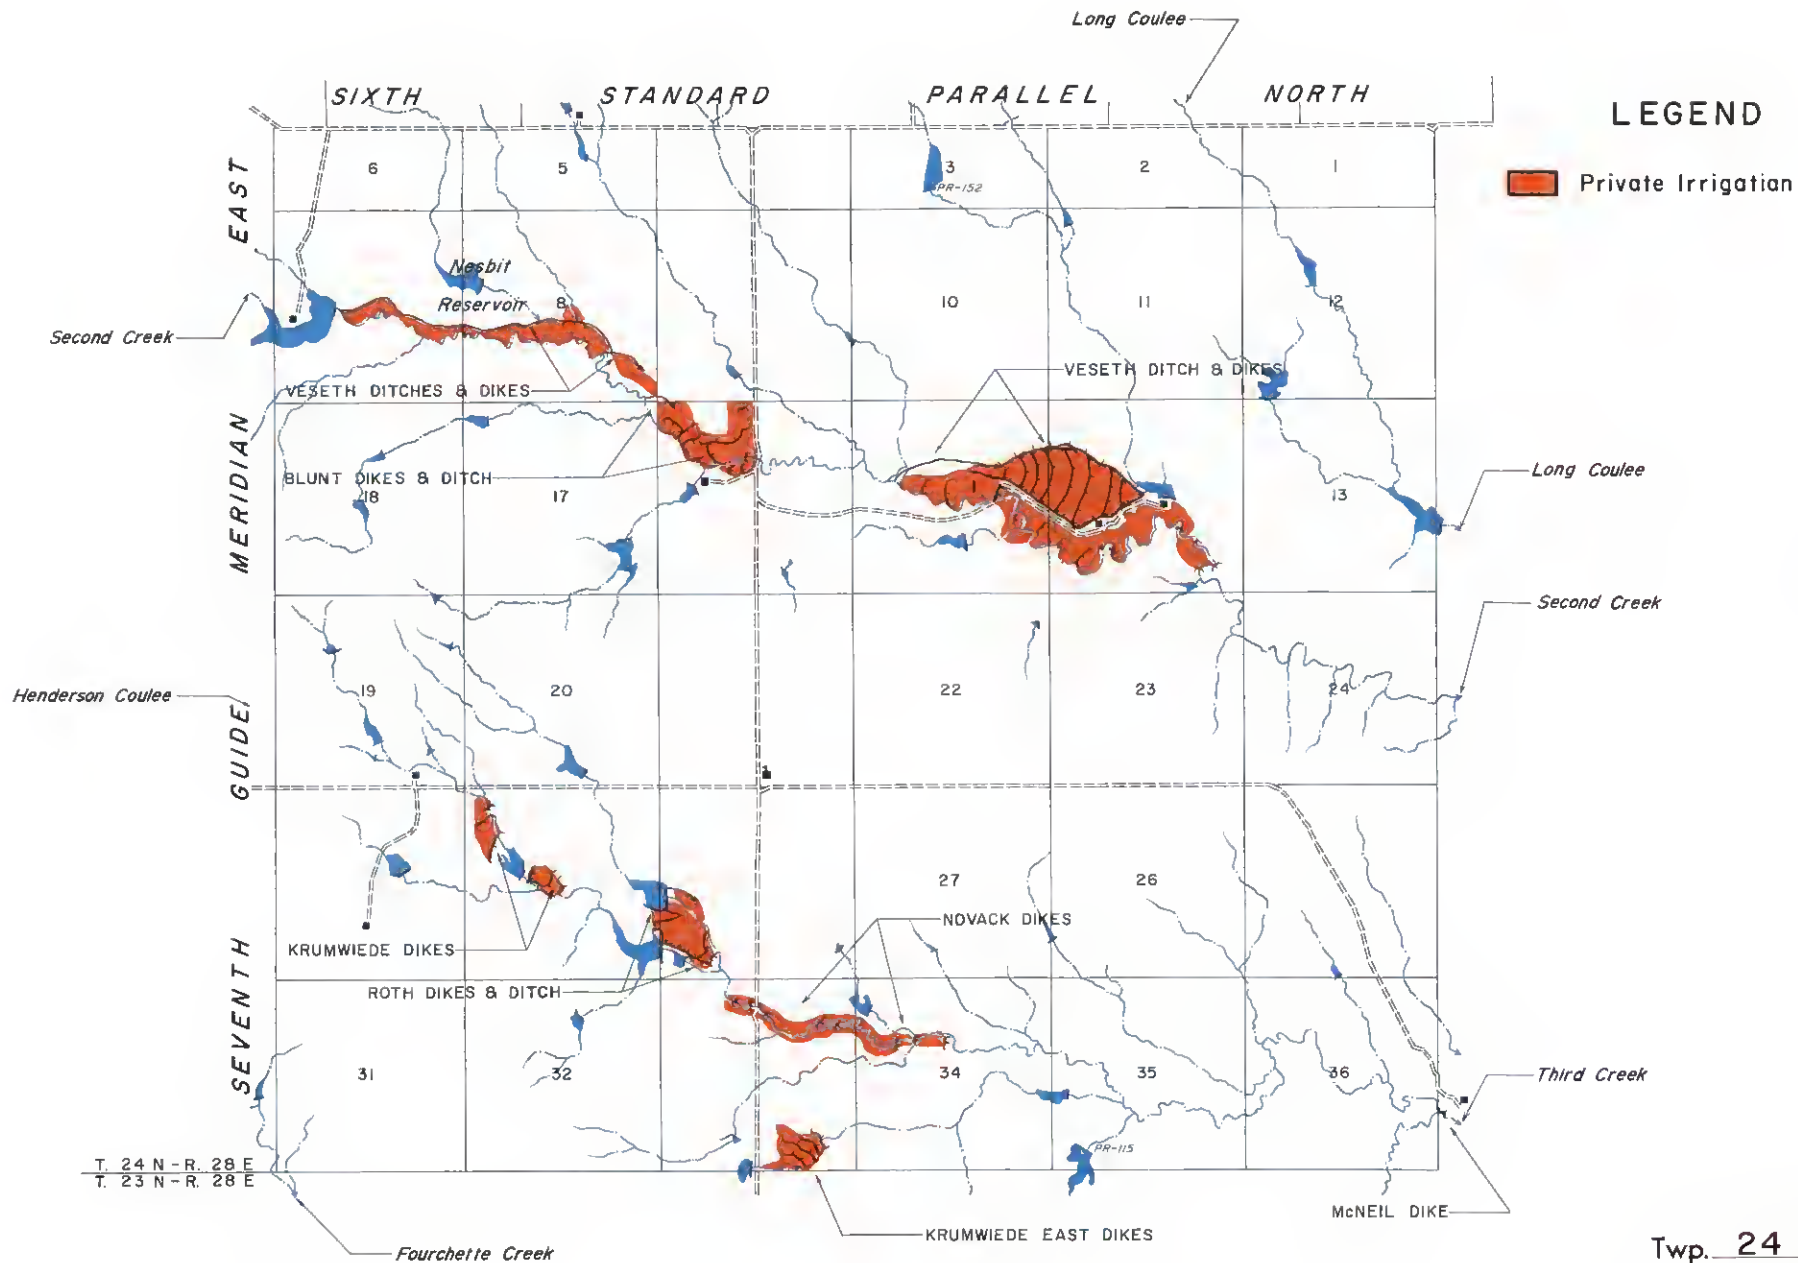 Long Coulee
SIXTH STANDARD PARALLEL NORTH
LEGEND
Private Irrigation
EAST
MERIDIAN
GUIDE
SEVENTH
6
5
3
2
1
PR-152
Nesbit
Reservoir
8
10
11
12
Second Creek
VESETH DITCHES & DIKES
VESETH DITCH & DIKES
BLUNT DIKES & DITCH
18
17
13
Long Coulee
Second Creek
Henderson Coulee
19
20
22
23
24
27
26
NOVACK DIKES
KRUMWIEDE DIKES
ROTH DIKES & DITCH
31
32
34
35
36
Third Creek
PR-115
T. 24 N - R. 28 E
T. 23 N - R. 28 E
McNEIL DIKE
KRUMWIEDE EAST DIKES
Fourchette Creek
Twp. 24